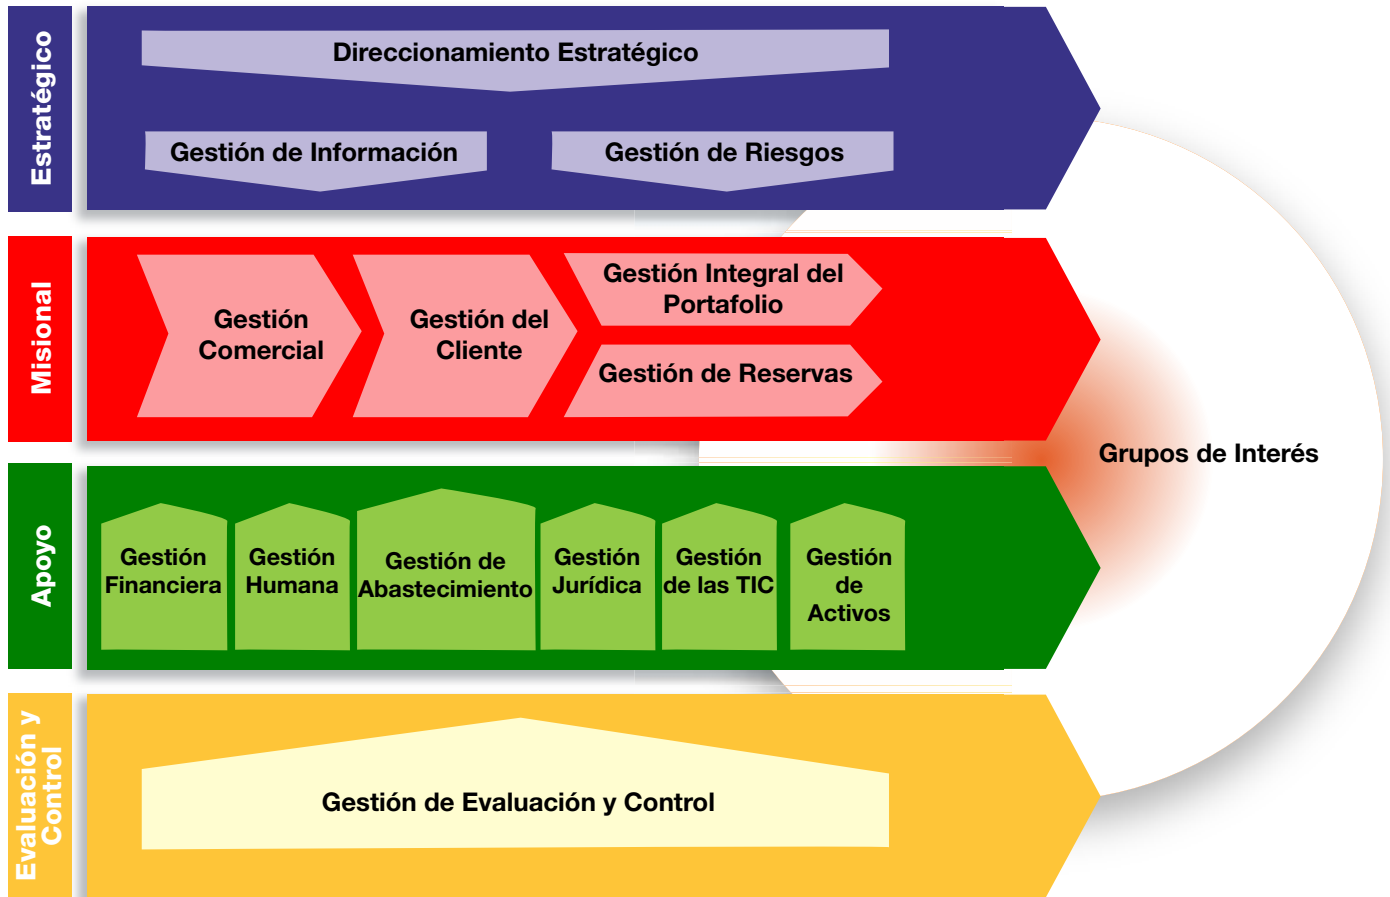 Estratégico
Direccionamiento Estratégico
Gestión de Información
Gestión de Riesgos
Misional
Gestión
Comercial
Gestión del
Cliente
Gestión Integral del
Portafolio
Gestión de Reservas
Grupos de Interés
Apoyo
Gestión
Financiera
Gestión
Humana
Gestión de
Abastecimiento
Gestión
Jurídica
Gestión
de las TIC
Gestión
de
Activos
Evaluación y
Control
Gestión de Evaluación y Control